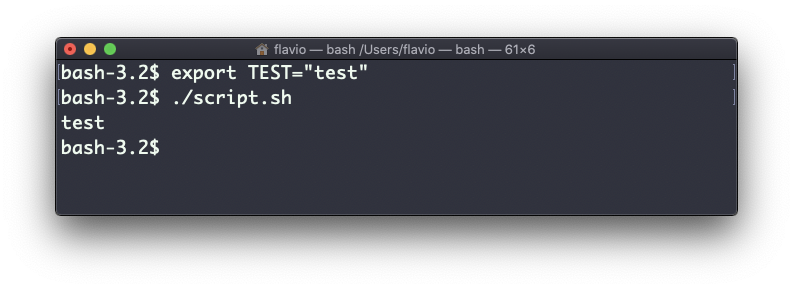 flavio — bash /Users/flavio — bash — 61×6
[bash-3.2$ export TEST="test" ]
[bash-3.2$ ./script.sh ]
test
bash-3.2$